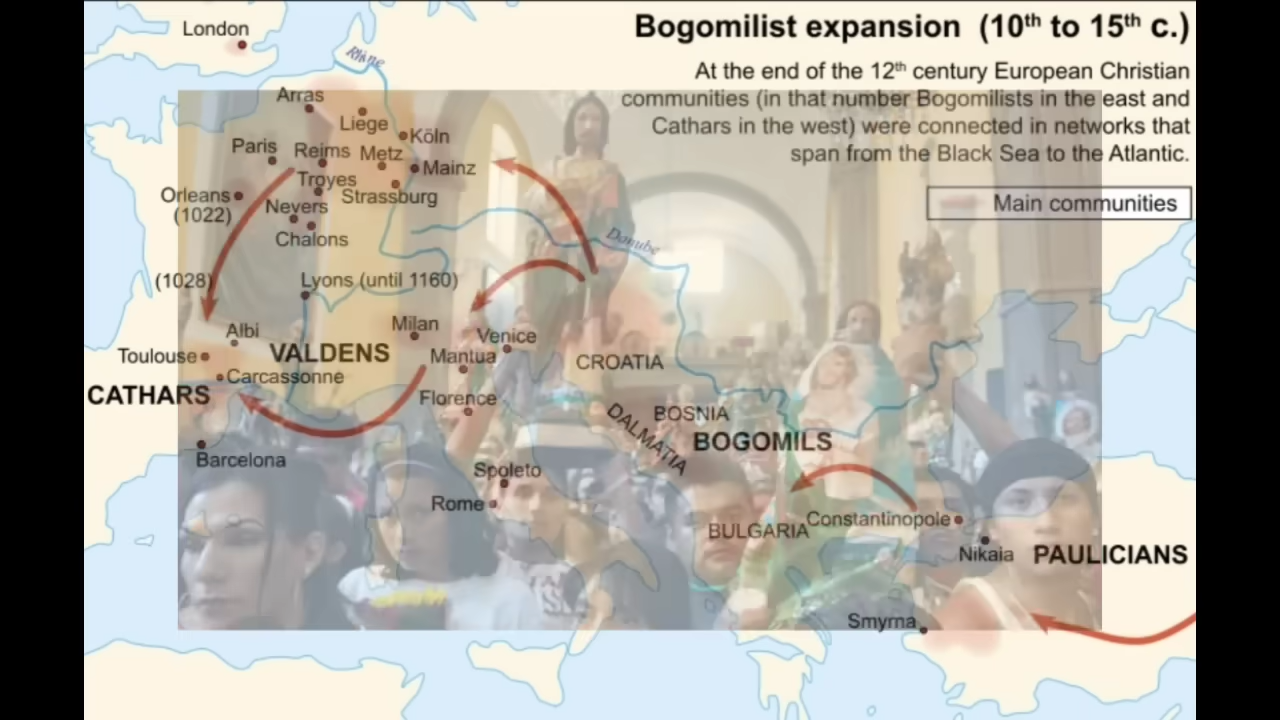 Bogomilist expansion (10th to 15th c.)
At the end of the 12th century European Christian
communities (in that number Bogomilists in the east and
Cathars in the west) were connected in networks that
span from the Black Sea to the Atlantic.
Main communities
London
Arras
Liege
Köln
Paris
Reims
Metz
Mainz
Troyes
Orleans
(1022)
Strassburg
Nevers
Chalons
Danube
(1028)
Lyons (until 1160)
Albi
Milan
Venice
Toulouse
VALDENS
Mantua
CROATIA
Carcassonne
CATHARS
Florence
DALMATIA
BOSNIA
BOGOMILS
Barcelona
Spoleto
Rome
BULGARIA
Constantinople
Nikaia
PAULICIANS
Smyrna